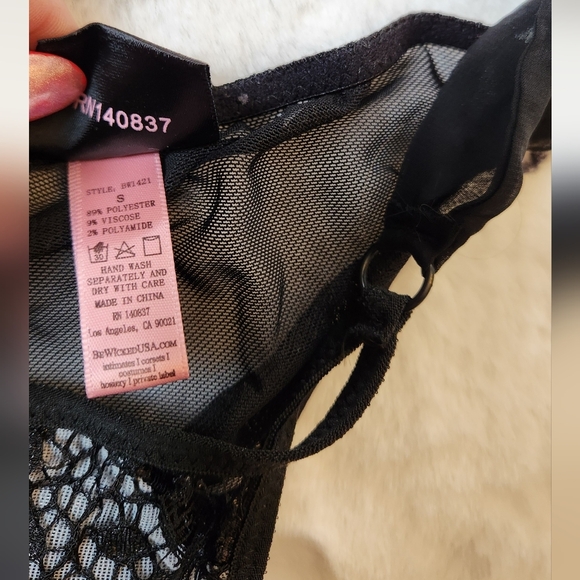 RN140837
STYLE, BW1421
S
89% POLYESTER
9% VISCOSE
2% POLYAMIDE
30
HAND WASH
SEPARATELY AND
DRY WITH CARE
MADE IN CHINA
RN 140837
Los Angeles, CA 90021
BeWickedUSA.com
intimates | corsets |
costumes |
hosiery | private label